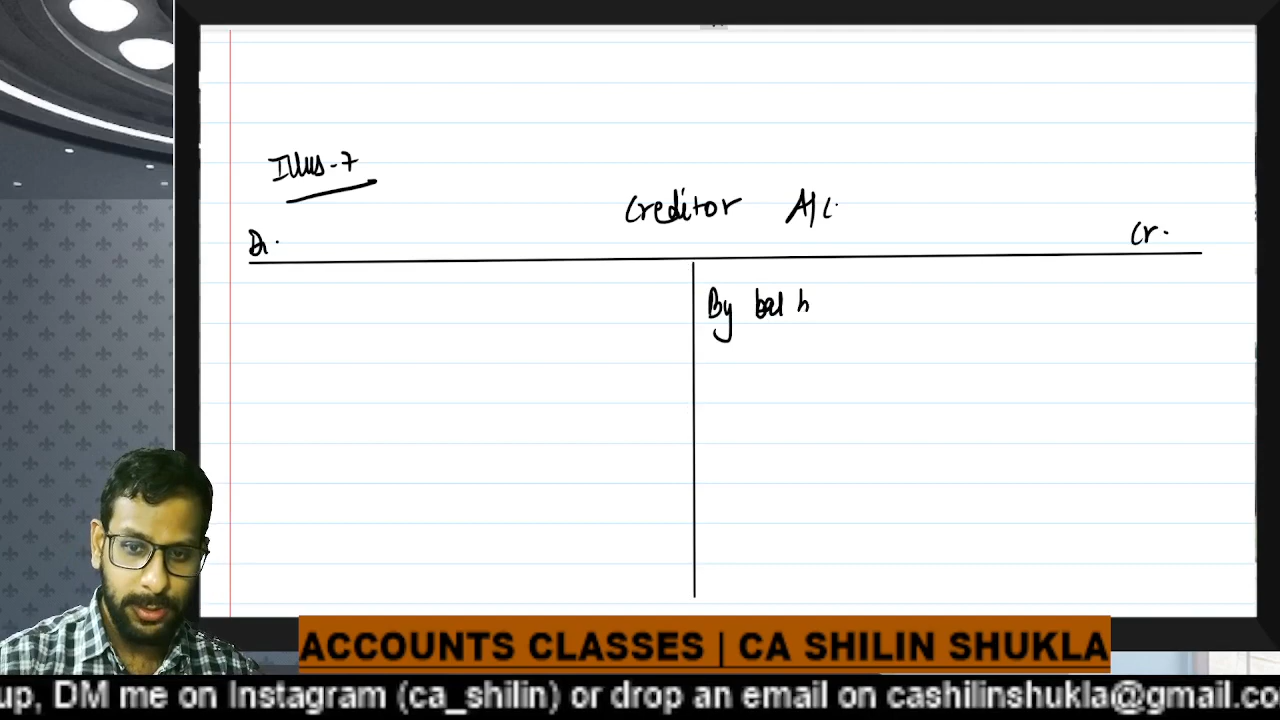 Illus-7
Creditor A/c.
Dr.
Cr.
By bal
ACCOUNTS CLASSES | CA SHILIN SHUKLA
up, DM me on Instagram (ca_shilin) or drop an email on cashilinshukla@gmail.co